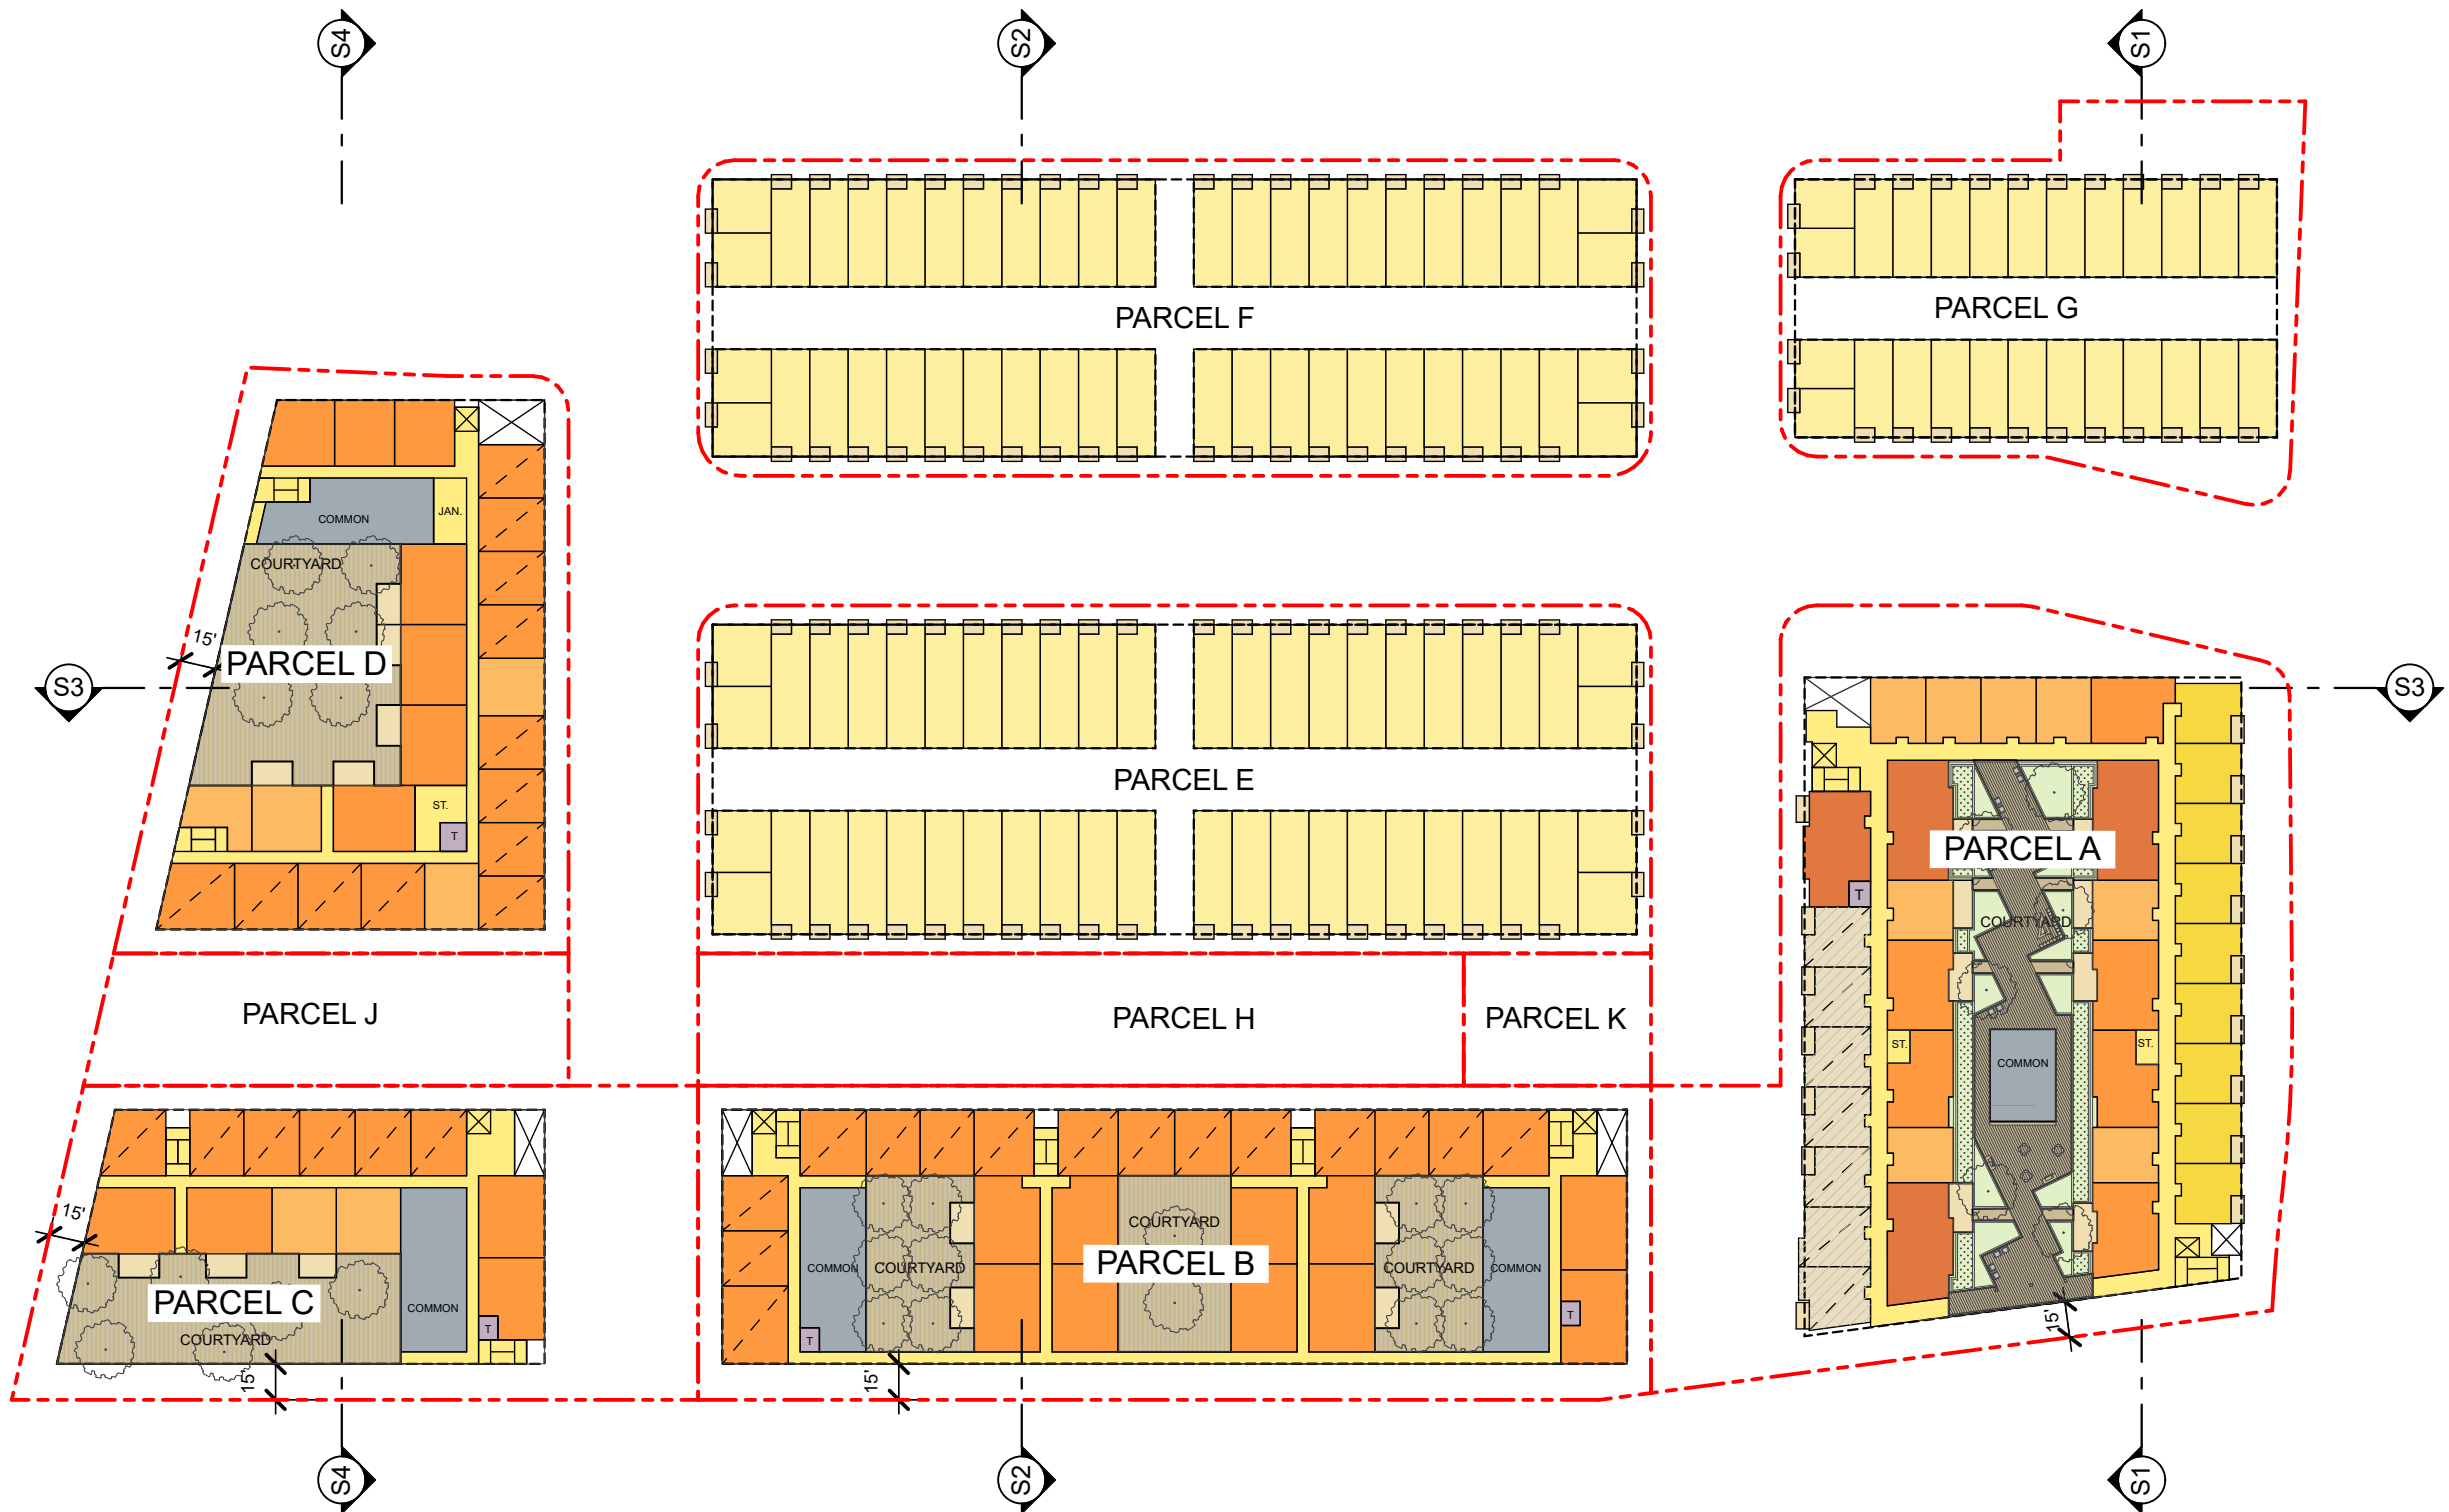 S4
S2
S1
PARCEL F
PARCEL G
COMMON
JAN.
COURTYARD
15'
PARCEL D
S3
S3
PARCEL E
ST.
T
PARCEL A
T
COURTYARD
PARCEL J
PARCEL H
PARCEL K
ST.
COMMON
ST.
15'
COURTYARD
PARCEL B
COMMON
COURTYARD
COURTYARD
COMMON
PARCEL C
COMMON
COURTYARD
T
T
T
15'
15'
15'
S4
S2
S1